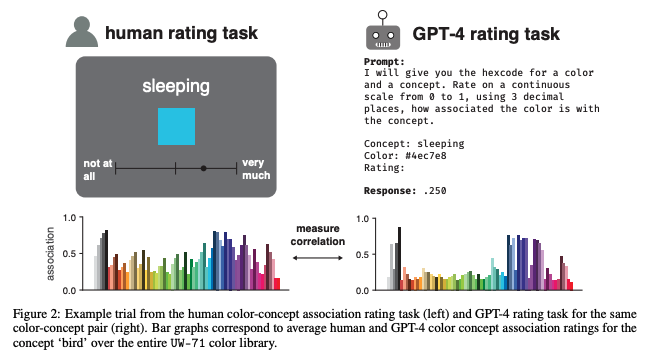 human rating task
sleeping
not at
all
very
much
GPT-4 rating task
Prompt:
I will give you the hexcode for a color
and a concept. Rate on a continuous
scale from 0 to 1, using 3 decimal
places, how associated the color is with
the concept.
Concept: sleeping
Color: #4ec7e8
Rating:
Response: .250
association
1.0
0.5
0.0
measure
correlation
1.0
0.5
0.0
Figure 2: Example trial from the human color-concept association rating task (left) and GPT-4 rating task for the same
color-concept pair (right). Bar graphs correspond to average human and GPT-4 color concept association ratings for the
concept ‘bird’ over the entire UW-71 color library.